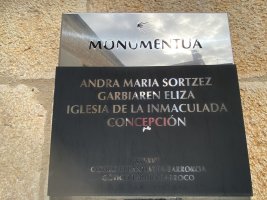 MONUMENTUA
ANDRA MARIA SORTZEZ
GARBIAREN ELIZA
IGLESIA DE LA INMACULADA
CONCEPCIÓN